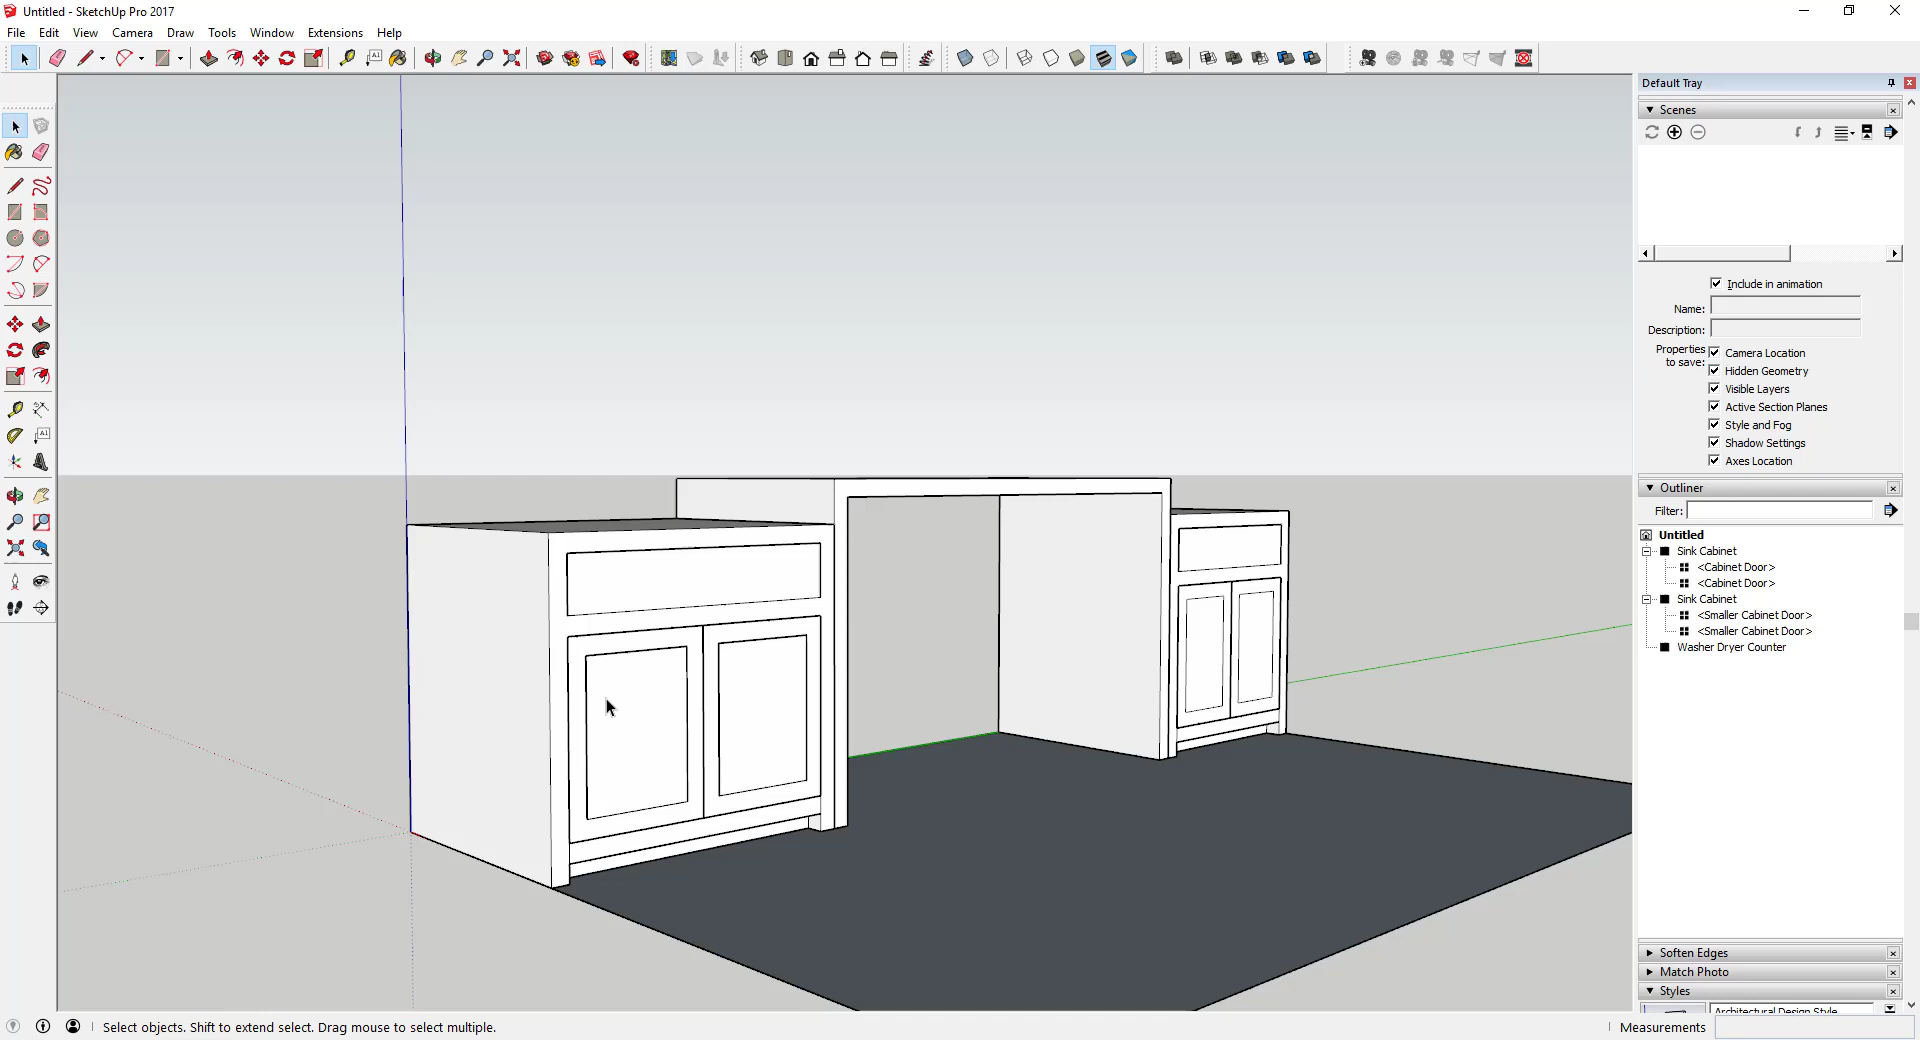 Untitled - SketchUp Pro 2017
File Edit View Camera Draw Tools Window Extensions Help
Default Tray
Scenes
Include in animation
Name:
Description:
Properties to save:
Camera Location
Hidden Geometry
Visible Layers
Active Section Planes
Style and Fog
Shadow Settings
Axes Location
Outliner
Filter:
Untitled
Sink Cabinet
<Cabinet Door>
<Cabinet Door>
Sink Cabinet
<Smaller Cabinet Door>
<Smaller Cabinet Door>
Washer Dryer Counter
Soften Edges
Match Photo
Styles
Architectural Design Style
Select objects. Shift to extend select. Drag mouse to select multiple.
Measurements